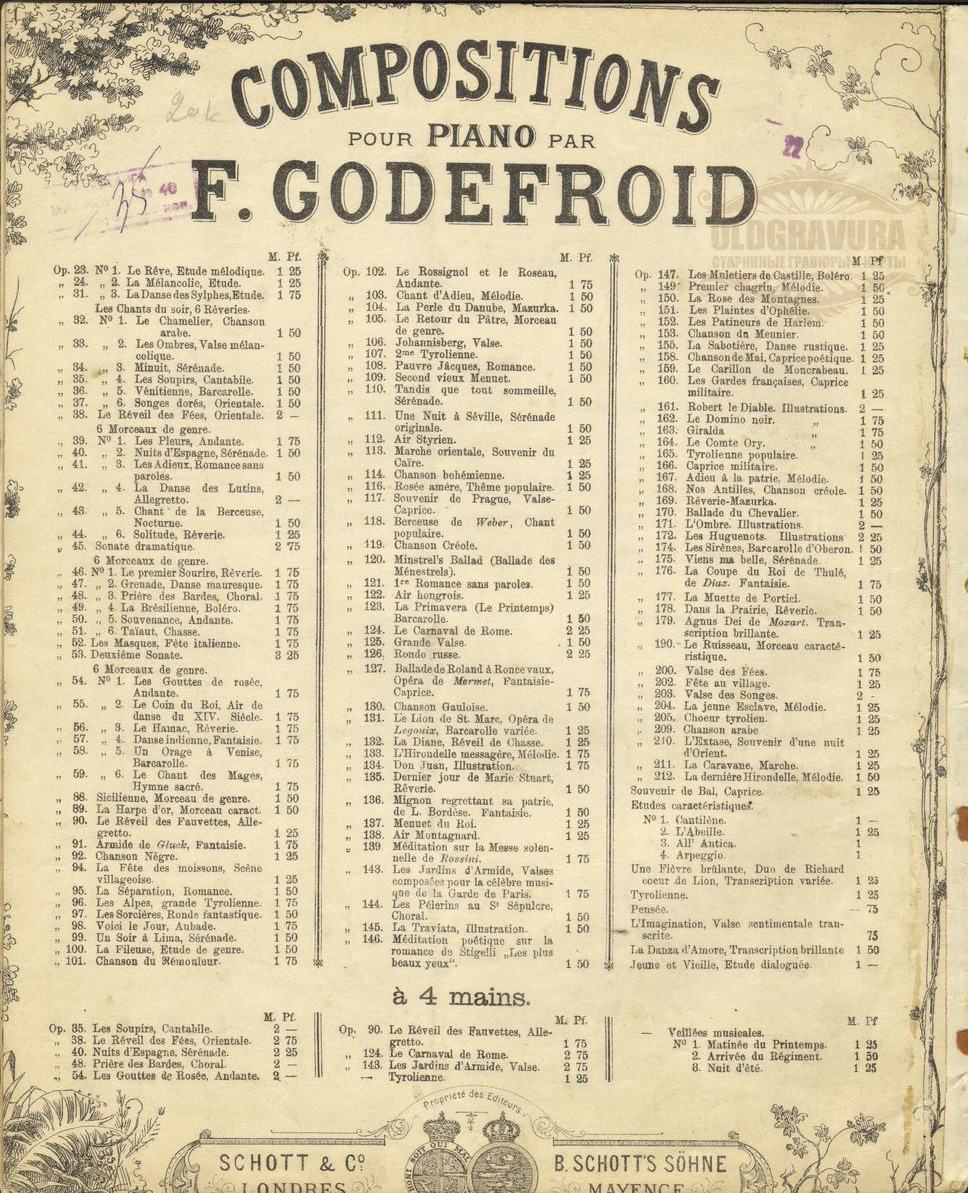 COMPOSITIONS
POUR PIANO PAR
F. GODEFROID
20k
22
35
40
OLDGRAVURA
СТАРИННЫЕ ГРАВЮРЫ
M. Pf.
Op. 23. Nº 1. Le Rêve, Etude mélodique. 1 25
„ 24. „ 2. La Mélancolie, Etude. 1 25
„ 31. „ 3. La Danse des Sylphes, Etude. 1 75
Les Chants du soir, 6 Rêveries.
„ 32. Nº 1. Le Chamelier, Chanson
arabe. 1 50
„ 33. „ 2. Les Ombres, Valse mélan-
colique. 1 50
„ 34. „ 3. Minuit, Sérénade. 1 50
„ 35. „ 4. Les Soupirs, Cantabile. 1 50
„ 36. „ 5. Vénitienne, Barcarolle. 1 50
„ 37. „ 6. Songes dorés, Orientale. 1 50
„ 38. Le Réveil des Fées, Orientale. 2 —
6 Morceaux de genre.
„ 39. Nº 1. Les Pleurs, Andante. 1 75
„ 40. „ 2. Nuits d'Espagne, Sérénade. 1 50
„ 41. „ 3. Les Adieux, Romance sans
paroles. 1 50
„ 42. „ 4. La Danse des Lutins,
Allegretto. 2 —
„ 43. „ 5. Chant de la Berceuse,
Nocturne. 1 50
„ 44. „ 6. Solitude, Rêverie. 1 25
„ 45. Sonate dramatique. 2 75
6 Morceaux de genre.
„ 46. Nº 1. Le premier Sourire, Rêverie. 1 75
„ 47. „ 2. Grenade, Danse mauresque. 1 75
„ 48. „ 3. Prière des Bardes, Choral. 1 75
„ 49. „ 4. La Brésilienne, Boléro. 1 75
„ 50. „ 5. Souvenance, Andante. 1 75
„ 51. „ 6. Taïaut, Chasse. 1 75
„ 52. Les Masques, Fête italienne. 1 75
„ 53. Deuxième Sonate. 3 25
6 Morceaux de genre.
„ 54. Nº 1. Les Gouttes de rosée,
Andante. 1 75
„ 55. „ 2. Le Coin du Roi, Air de
danse du XIV. Siècle. 1 75
„ 56. „ 3. Le Hamac, Rêverie. 1 75
„ 57. „ 4. Danse indienne, Fantaisie. 1 75
„ 58. „ 5. Un Orage à Venise,
Barcarolle. 1 75
„ 59. „ 6. Le Chant des Mages,
Hymne sacré. 1 75
„ 88. Sicilienne, Morceau de genre. 1 50
„ 89. La Harpe d'or, Morceau caract. 1 50
„ 90. Le Réveil des Fauvettes, Alle-
gretto. 1 25
„ 91. Armide de Gluck, Fantaisie. 1 75
„ 92. Chanson Nègre. 1 25
„ 94. La Fête des moissons, Scène
villageoise. 1 25
„ 95. La Séparation, Romance. 1 50
„ 96. Les Alpes, grande Tyrolienne. 1 75
„ 97. Les Sorcières, Ronde fantastique. 1 50
„ 98. Voici le Jour, Aubade. 1 75
„ 99. Un Soir à Lima, Sérénade. 1 50
„ 100. La Fileuse, Etude de genre. 1 50
„ 101. Chanson du Rémouleur. 1 75
M. Pf.
Op. 102. Le Rossignol et le Roseau,
Andante. 1 75
„ 103. Chant d'Adieu, Mélodie. 1 50
„ 104. La Perle du Danube, Mazurka. 1 50
„ 105. Le Retour du Pâtre, Morceau
de genre. 1 50
„ 106. Johannisberg, Valse. 1 50
„ 107. 2me Tyrolienne. 1 50
„ 108. Pauvre Jàcques, Romance. 1 50
„ 109. Second vieux Menuet. 1 50
„ 110. Tandis que tout sommeille,
Sérénade. 1 50
„ 111. Une Nuit à Séville, Sérénade
originale. 1 50
„ 112. Air Styrien. 1 25
„ 113. Marche orientale, Souvenir du
Caïre. 1 25
„ 114. Chanson bohémienne. 1 25
„ 116. Rosée amère, Thême populaire. 1 50
„ 117. Souvenir de Prague, Valse-
Caprice. 1 50
„ 118. Berceuse de Weber, Chant
populaire. 1 50
„ 119. Chanson Créole. 1 50
„ 120. Minstrel's Ballad (Ballade des
Ménestrels). 1 50
„ 121. 1re Romance sans paroles. 1 50
„ 122. Air hongrois. 1 25
„ 123. La Primavera (Le Printemps)
Barcarolle. 1 50
„ 124. Le Carnaval de Rome. 2 25
„ 125. Grande Valse. 1 50
„ 126. Rondo russe. 2 25
„ 127. Ballade de Roland à Ronce vaux,
Opéra de Mermet, Fantaisie-
Caprice. 1 75
„ 130. Chanson Gauloise. 1 50
„ 131. Le Lion de St. Marc, Opéra de
Legouix, Barcarolle variée. 1 25
„ 132. La Diane, Réveil de Chasse. 1 25
„ 133. L'Hirondelle messagère, Mélodie. 1 75
„ 134. Don Juan, Illustration. 1 75
„ 135. Dernier jour de Marie Stuart,
Rêverie. 1 50
„ 136. Mignon regrettant sa patrie,
de L. Bordèse. Fantaisie. 1 50
„ 137. Menuet du Roi. 1 25
„ 138. Air Montagnard. 1 25
„ 139 Méditation sur la Messe solen-
nelle de Rossini. 1 75
„ 143. Les Jardins d'Armide, Valses
composées pour la célèbre musi-
que de la Garde de Paris. 1 75
„ 144. Les Pélerins au St Sépulcre,
Choral. 1 50
„ 145. La Traviata, Illustration. 1 50
„ 146. Méditation poétique sur la
romance de Stigelli „Les plus
beaux yeux“. 1 50
M. Pf
Op. 147. Les Muletiers de Castille, Boléro. 1 25
„ 149 Premier chagrin, Mélodie. 1 50
„ 150. La Rose des Montagnes. 1 25
„ 151. Les Plaintes d'Ophélie. 1 50
„ 152. Les Patineurs de Harlem. 1 50
„ 153. Chanson du Meunier. 1 50
„ 155. La Sabotière, Danse rustique. 1 25
„ 158. Chanson de Mai, Caprice poétique. 1 25
„ 159. Le Carillon de Moncrabeau. 1 25
„ 160. Les Gardes françaises, Caprice
militaire. 1 25
„ 161. Robert le Diable. Illustrations. 2 —
„ 162. Le Domino noir. „ 1 75
„ 163. Giralda „ 1 75
„ 164. Le Comte Ory. „ 1 50
„ 165. Tyrolienne populaire. 1 25
„ 166. Caprice militaire. 1 50
„ 167. Adieu à la patrie, Mélodie. 1 50
„ 168. Nos Antilles, Chanson créole. 1 50
„ 169. Rêverie-Mazurka. 1 25
„ 170. Ballade du Chevalier. 1 50
„ 171. L'Ombre. Illustrations. 2 —
„ 172. Les Huguenots. Illustrations 2 25
„ 174. Les Sirènes, Barcarolle d'Oberon. 1 50
„ 175. Viens ma belle, Sérénade. 1 25
„ 176. La Coupe du Roi de Thulé,
de Diaz. Fantaisie. 1 75
„ 177. La Muette de Portici. 1 50
„ 178. Dans la Prairie, Rêverie. 1 50
„ 179. Agnus Dei de Mozart. Tran-
scription brillante. 1 25
„ 190. Le Ruisseau, Morceau caracté-
ristique. 1 50
„ 200. Valse des Fées. 1 75
„ 202. Fête au village. 1 25
„ 203. Valse des Songes. 2 -
„ 204. La jeune Esclave, Mélodie. 1 25
„ 205. Choeur tyrolien. 1 25
„ 209. Chanson arabe 1 25
„ 210. L'Extase, Souvenir d'une nuit
d'Orient. 1 25
„ 211. La Caravane, Marche. 1 25
„ 212. La dernière Hirondelle, Mélodie. 1 50
Souvenir de Bal, Caprice. 1 25
Etudes caractéristiques.
Nº 1. Cantilène. 1 —
2. L'Abeille. 1 25
3. All' Antica. 1
4. Arpeggio. 1
Une Fièvre brûlante, Duo de Richard
coeur de Lion, Transcription variée. 1 25
Tyrolienne. 1 25
Pensée. — 75
L'Imagination, Valse sentimentale tran-
scrite. 75
La Danza d'Amore, Transcription brillante 1 50
Jeune et Vieille, Etude dialoguée. 1 —
à 4 mains.
M. Pf.
Op. 35. Les Soupirs, Cantabile. 2 —
„ 38. Le Réveil des Fées, Orientale. 2 75
„ 40. Nuits d'Espagne, Sérénade. 2 25
„ 48. Prière des Bardes, Choral. 2 —
„ 54. Les Gouttes de Rosée, Andante. 2 —
M. Pf.
Op. 90. Le Réveil des Fauvettes, Alle-
gretto. 1 75
„ 124. Le Carnaval de Rome. 2 75
„ 143. Les Jardins d'Armide, Valse. 2 75
— Tyrolienne. 1 25
M. Pf
— Veillées musicales.
Nº 1. Matinée du Printemps. 1 25
2. Arrivée du Régiment. 1 50
3. Nuit d'été. 1 25
Propriété des Editeurs
SCHOTT & Cº
LONDRES
SOIT QUI MAL
B. SCHOTT'S SÖHNE
MAYENCE